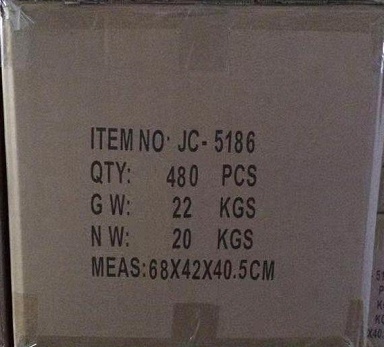 ITEM NO: JC- 5186
QTY: 480 PCS
G W: 22 KGS
N W: 20 KGS
MEAS:68X42X40.5CM